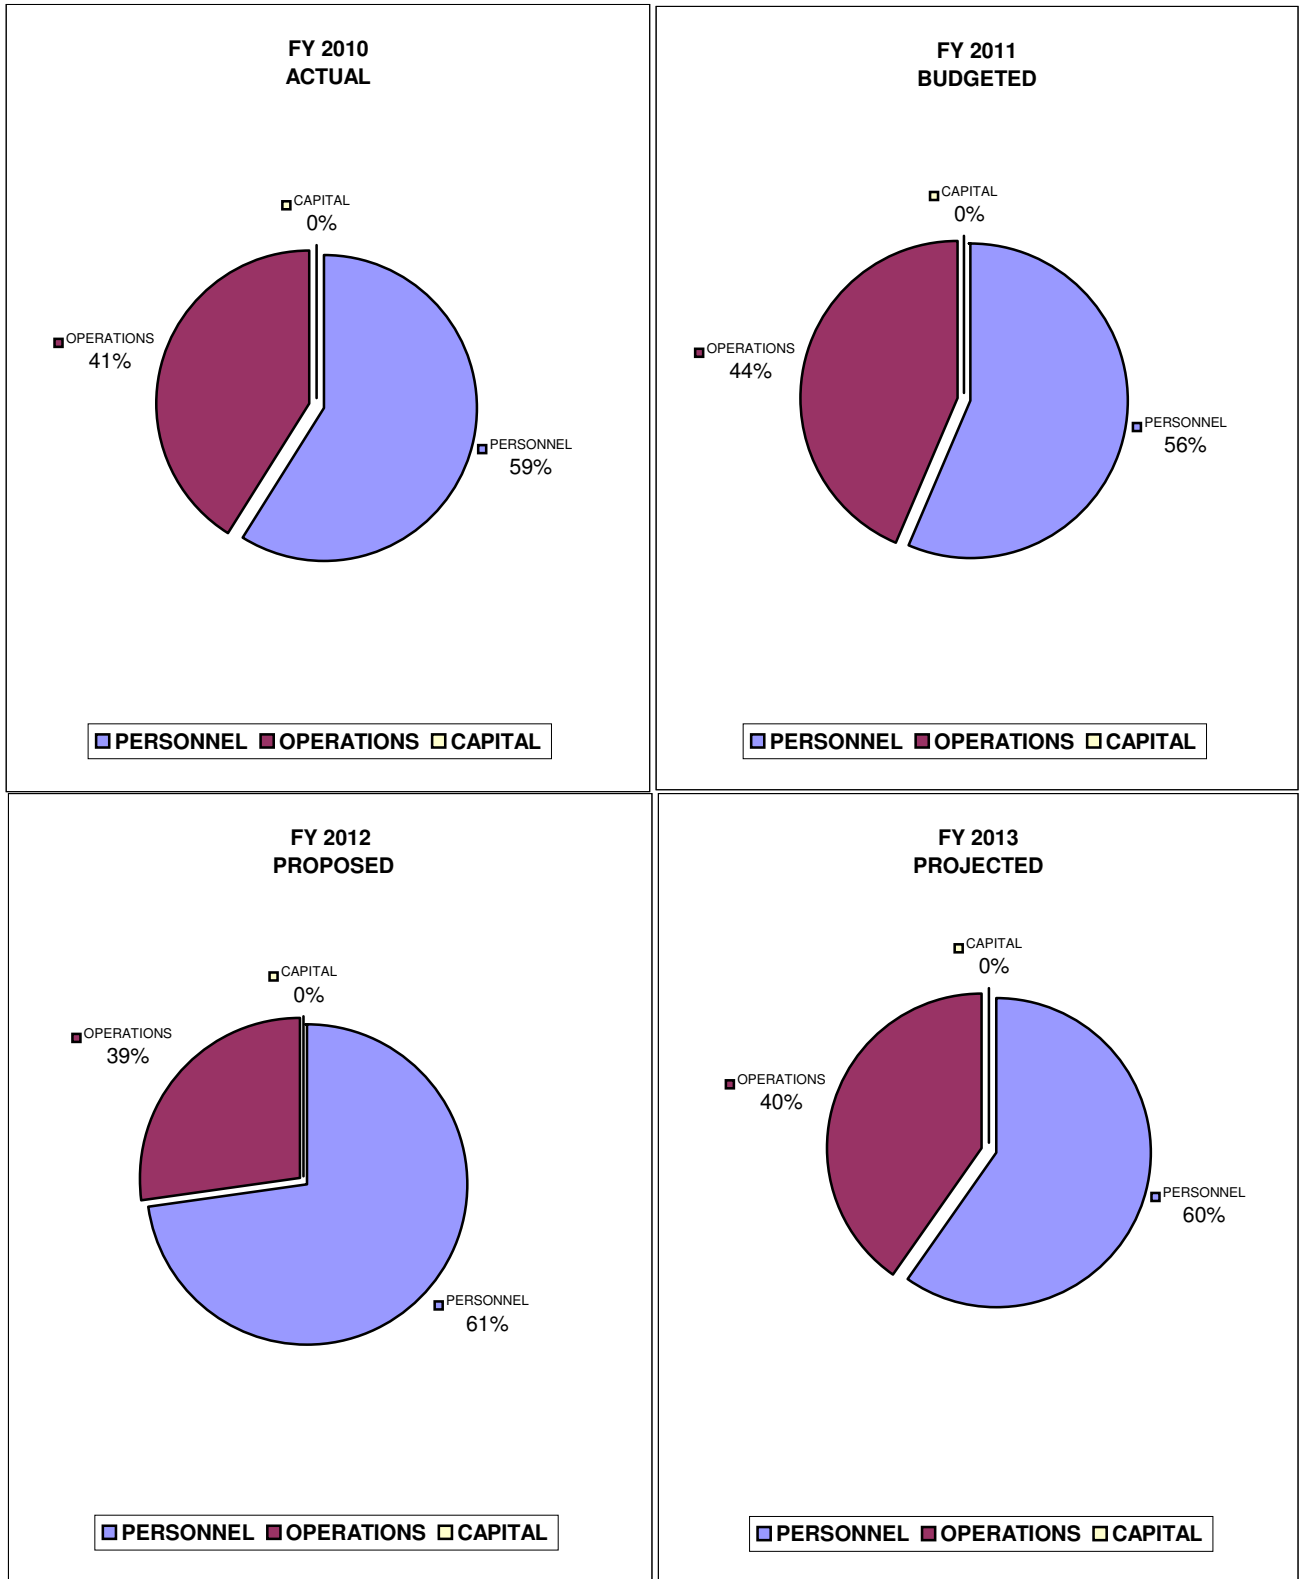 FY 2010
ACTUAL
CAPITAL
0%
OPERATIONS
41%
PERSONNEL
59%
PERSONNEL OPERATIONS CAPITAL
FY 2011
BUDGETED
CAPITAL
0%
OPERATIONS
44%
PERSONNEL
56%
PERSONNEL OPERATIONS CAPITAL
FY 2012
PROPOSED
CAPITAL
0%
OPERATIONS
39%
PERSONNEL
61%
PERSONNEL OPERATIONS CAPITAL
FY 2013
PROJECTED
CAPITAL
0%
OPERATIONS
40%
PERSONNEL
60%
PERSONNEL OPERATIONS CAPITAL